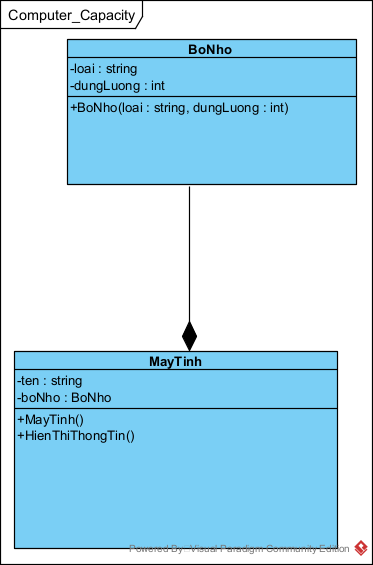 Computer_Capacity
BoNho
-loai : string
-dungLuong : int
+BoNho(loai : string, dungLuong : int)
MayTinh
-ten : string
-boNho : BoNho
+MayTinh()
+HienThiThongTin()
Powered By: Visual Paradigm Community Edition